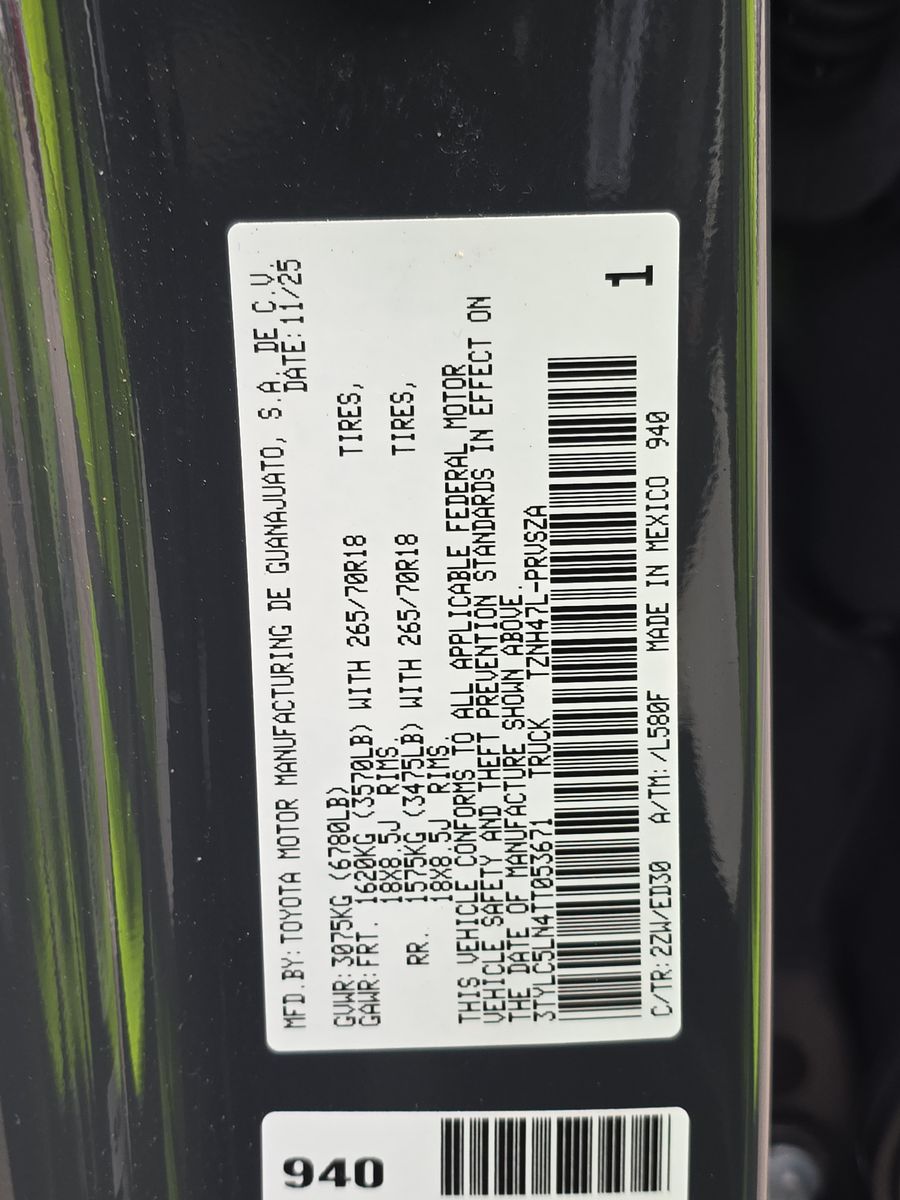 MFD.BY:TOYOTA MOTOR MANUFACTURING DE GUANAJUATO, S.A. DE C.V.
DATE:11/25
GVWR:3075KG (6780LB)
GAWR:FRT. 1620KG (3570LB) WITH 265/70R18 TIRES,
18X8.5J RIMS.
RR. 1575KG (3475LB) WITH 265/70R18 TIRES,
18X8.5J RIMS.
THIS VEHICLE CONFORMS TO ALL APPLICABLE FEDERAL MOTOR
VEHICLE SAFETY AND THEFT PREVENTION STANDARDS IN EFFECT ON
THE DATE OF MANUFACTURE SHOWN ABOVE.
3TYLC5LN4TT053671 TRUCK TZNH47L-PRVSZA
1
C/TR:2ZW/ED30 A/TM:/L580F MADE IN MEXICO 940
940